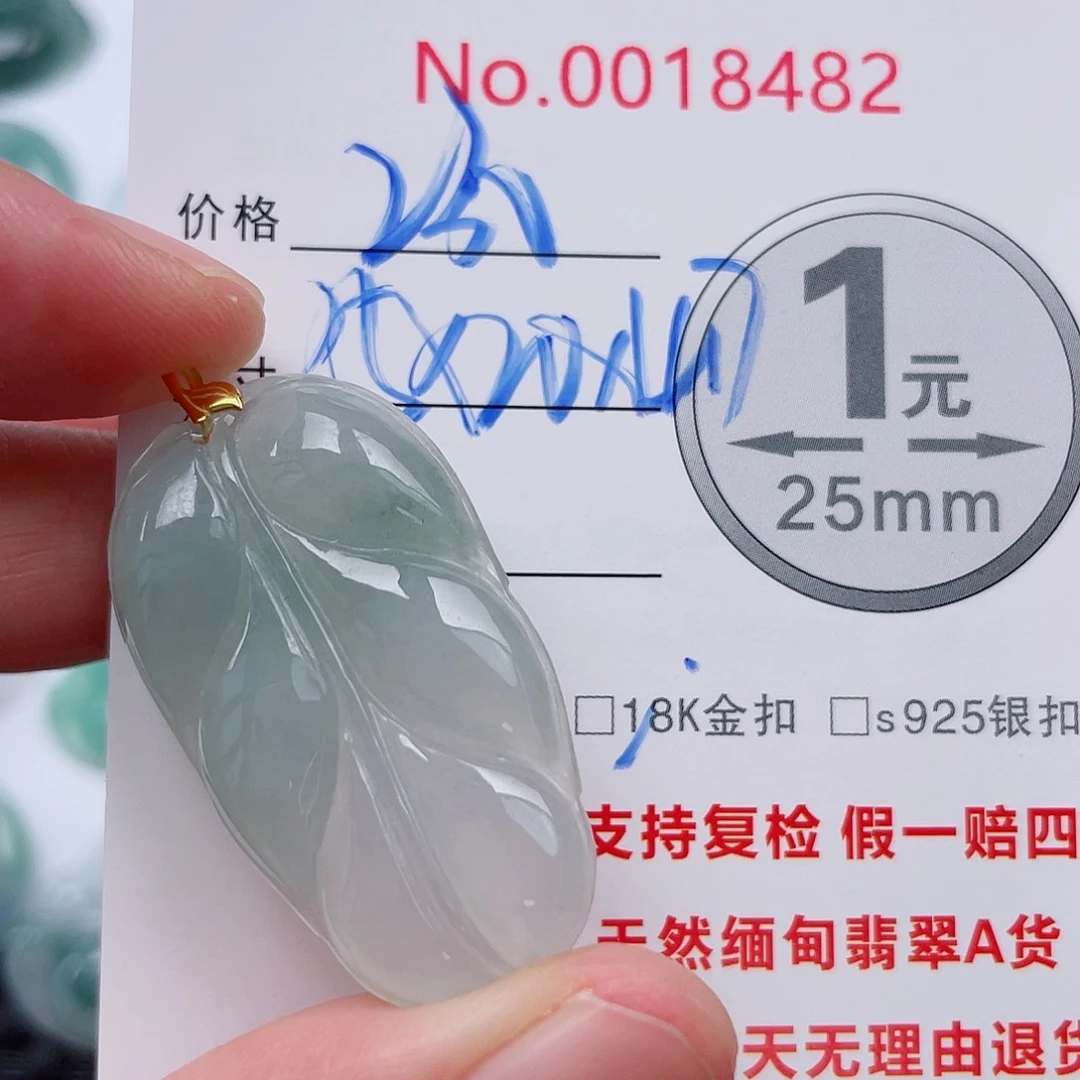 No.0018482
价格
寸
1元
25mm
□18K金扣 □s925银扣
支持复检 假一赔四
天然缅甸翡翠A货
天无理由退货